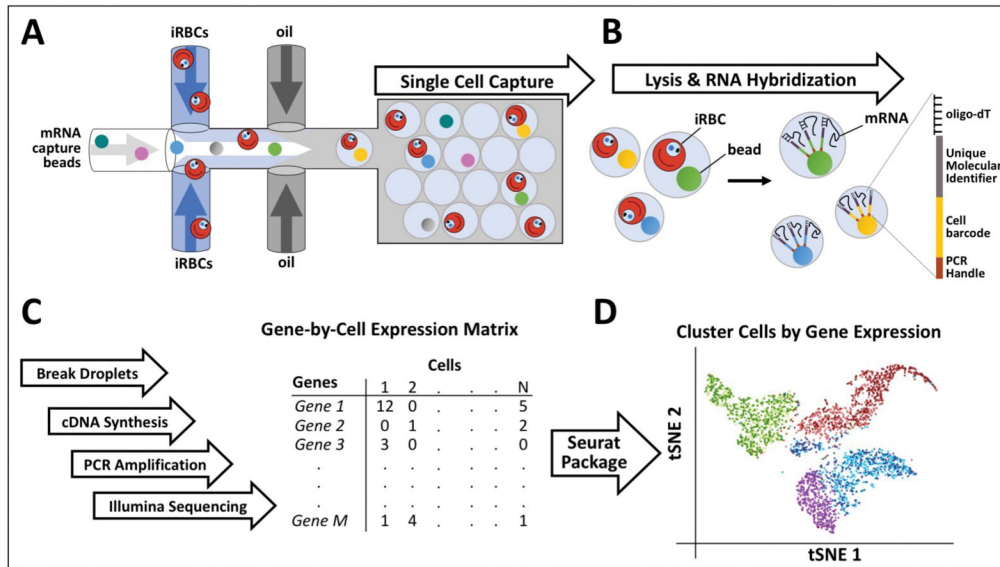 A
iRBCs
oil
mRNA
capture
beads
iRBCs
oil
Single Cell Capture
B
Lysis & RNA Hybridization
iRBC
bead
mRNA
oligo-dT
Unique
Molecular
Identifier
Cell
barcode
PCR
Handle
C
Break Droplets
cDNA Synthesis
PCR Amplification
Illumina Sequencing
Gene-by-Cell Expression Matrix
Cells
Genes 1 2 . . . N
Gene 1 12 0 . . . 5
Gene 2 0 1 . . . 2
Gene 3 3 0 . . . 0
. . . . . . .
. . . . . . .
. . . . . . .
Gene M 1 4 . . . 1
Seurat
Package
D
Cluster Cells by Gene Expression
tSNE 2
tSNE 1